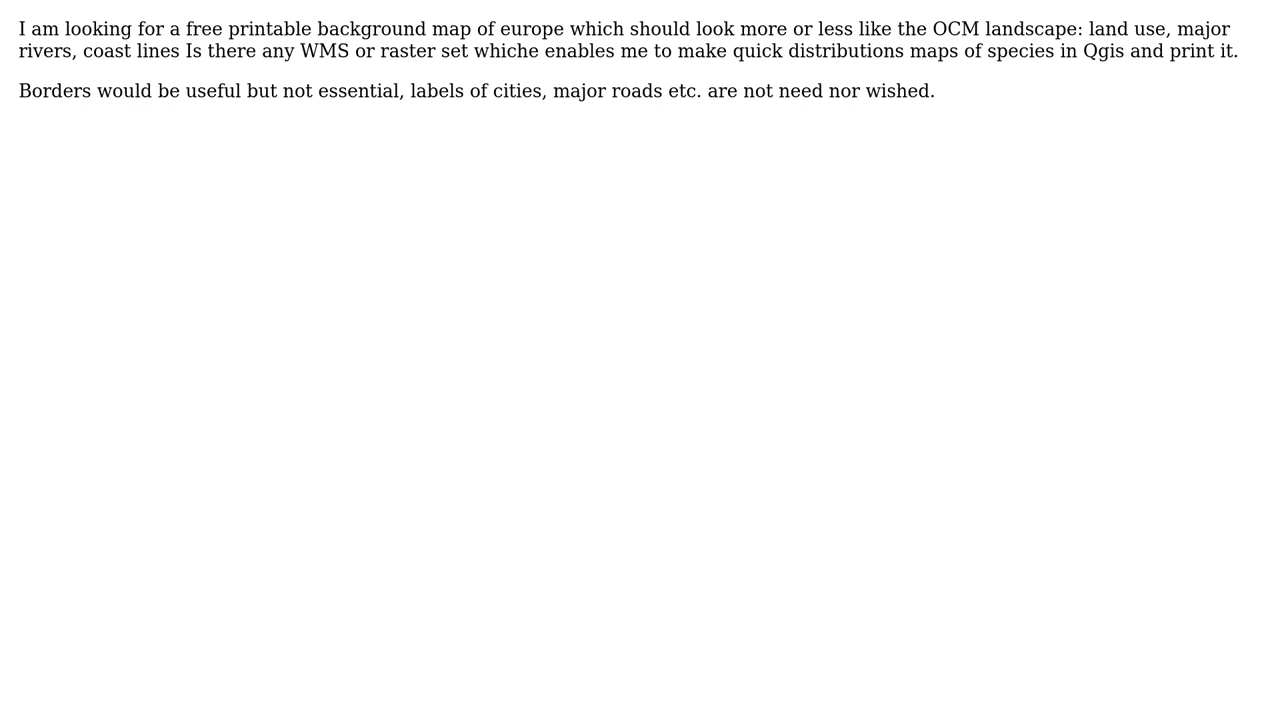 I am looking for a free printable background map of europe which should look more or less like the OCM landscape: land use, major
rivers, coast lines Is there any WMS or raster set whiche enables me to make quick distributions maps of species in Qgis and print it.
Borders would be useful but not essential, labels of cities, major roads etc. are not need nor wished.